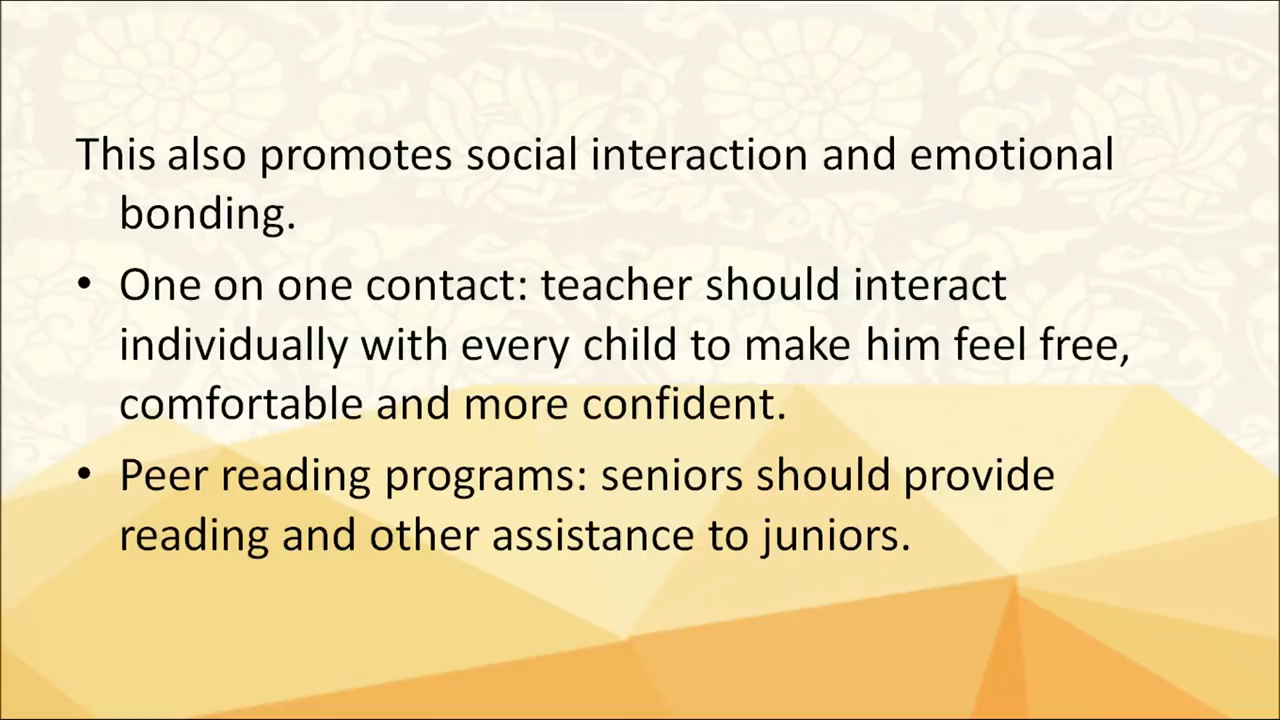 This also promotes social interaction and emotional
bonding.
• One on one contact: teacher should interact
individually with every child to make him feel free,
comfortable and more confident.
• Peer reading programs: seniors should provide
reading and other assistance to juniors.